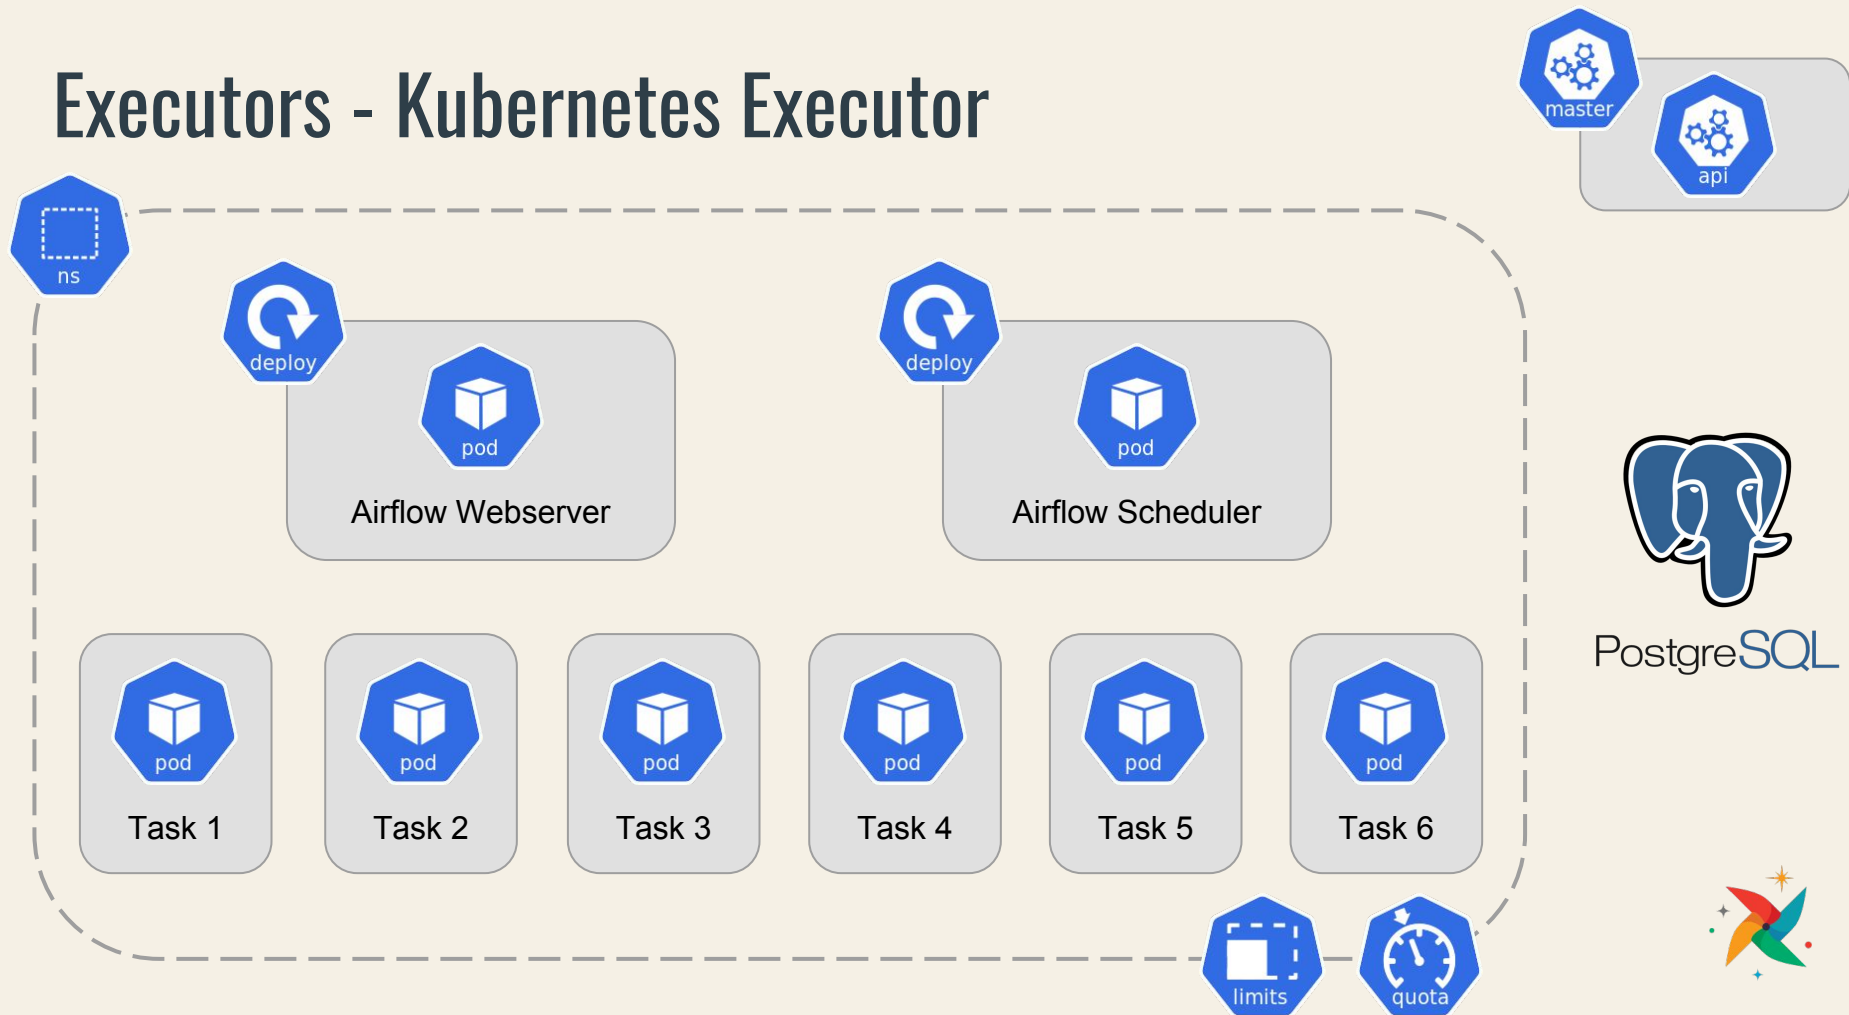 Executors - Kubernetes Executor
master
api
ns
deploy
pod
Airflow Webserver
deploy
pod
Airflow Scheduler
PostgreSQL
pod
Task 1
pod
Task 2
pod
Task 3
pod
Task 4
pod
Task 5
pod
Task 6
limits
quota